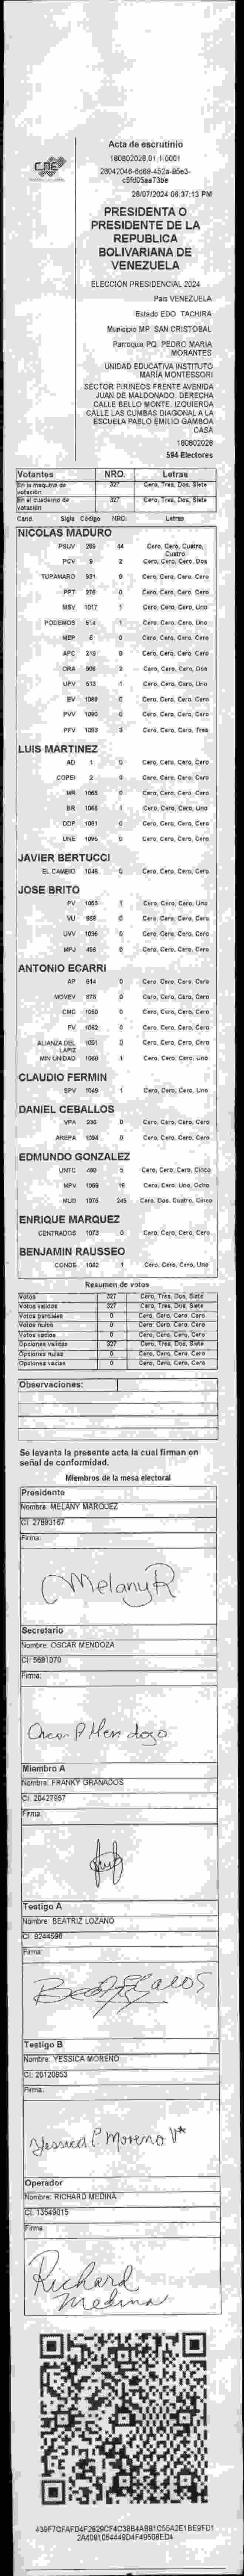 CNE
Acta de escrutinio
180802028.01.1.0001
28/07/2024 06:37:13 PM
PRESIDENTA O
PRESIDENTE DE LA
REPUBLICA
BOLIVARIANA DE
VENEZUELA
ELECCIÓN PRESIDENCIAL 2024
País VENEZUELA
Estado EDO. TACHIRA
Municipio MP. SAN CRISTOBAL
Parroquia PQ. PEDRO MARIA
MORANTES
UNIDAD EDUCATIVA INSTITUTO
MARÍA MONTESSORI
SECTOR PIRINEOS FRENTE AVENIDA
JUAN DE MALDONADO. DERECHA
CALLE BELLO MONTE. IZQUIERDA
CALLE LAS CUMBAS DIAGONAL A LA
ESCUELA PABLO EMILIO GAMBOA
CASA
180802028
594 Electores
Votantes NRO. Letras
En la máquina de votación 327 Cero, Tres, Dos, Siete
En el cuaderno de votación 327 Cero, Tres, Dos, Siete
Cand. Sigla Código NRO. Letras
NICOLAS MADURO
PSUV 269 44 Cero, Cero, Cuatro, Cuatro
PCV 9 2 Cero, Cero, Cero, Dos
TUPAMARO 931 0 Cero, Cero, Cero, Cero
PPT 276 0 Cero, Cero, Cero, Cero
MSV 1017 1 Cero, Cero, Cero, Uno
PODEMOS 514 1 Cero, Cero, Cero, Uno
MEP 6 0 Cero, Cero, Cero, Cero
APC 219 0 Cero, Cero, Cero, Cero
ORA 906 2 Cero, Cero, Cero, Dos
UPV 513 1 Cero, Cero, Cero, Uno
EV 1089 0 Cero, Cero, Cero, Cero
PVV 1090 0 Cero, Cero, Cero, Cero
PFV 1093 3 Cero, Cero, Cero, Tres
LUIS MARTINEZ
AD 1 0 Cero, Cero, Cero, Cero
COPEI 2 0 Cero, Cero, Cero, Cero
MR 1065 0 Cero, Cero, Cero, Cero
BR 1066 1 Cero, Cero, Cero, Uno
DDP 1091 0 Cero, Cero, Cero, Cero
UNE 1095 0 Cero, Cero, Cero, Cero
JAVIER BERTUCCI
EL CAMBIO 1048 0 Cero, Cero, Cero, Cero
JOSE BRITO
PV 1053 1 Cero, Cero, Cero, Uno
VU 968 0 Cero, Cero, Cero, Cero
UVV 1096 0 Cero, Cero, Cero, Cero
MPJ 456 0 Cero, Cero, Cero, Cero
ANTONIO ECARRI
AP 914 0 Cero, Cero, Cero, Cero
MOVEV 978 0 Cero, Cero, Cero, Cero
CMC 1060 0 Cero, Cero, Cero, Cero
FV 1062 0 Cero, Cero, Cero, Cero
ALIANZA DEL LAPIZ 1051 0 Cero, Cero, Cero, Cero
MIN UNIDAD 1068 1 Cero, Cero, Cero, Uno
CLAUDIO FERMIN
SPV 1049 1 Cero, Cero, Cero, Uno
DANIEL CEBALLOS
VPA 236 0 Cero, Cero, Cero, Cero
AREPA 1094 0 Cero, Cero, Cero, Cero
EDMUNDO GONZALEZ
UNTC 460 5 Cero, Cero, Cero, Cinco
MPV 1069 18 Cero, Cero, Uno, Ocho
MUD 1075 245 Cero, Dos, Cuatro, Cinco
ENRIQUE MARQUEZ
CENTRADOS 1073 0 Cero, Cero, Cero, Cero
BENJAMIN RAUSSEO
CONDE 1092 1 Cero, Cero, Cero, Uno
Resumen de votos
Votos 327 Cero, Tres, Dos, Siete
Votos validos 327 Cero, Tres, Dos, Siete
Votos parciales 0 Cero, Cero, Cero, Cero
Votos nulos 0 Cero, Cero, Cero, Cero
Votos vacios 0 Cero, Cero, Cero, Cero
Opciones validas 327 Cero, Tres, Dos, Siete
Opciones nulas 0 Cero, Cero, Cero, Cero
Opciones vacias 0 Cero, Cero, Cero, Cero
Observaciones:
Se levanta la presente acta la cual firman en
señal de conformidad.
Miembros de la mesa electoral
Presidente
Nombre: MELANY MARQUEZ
CI: 27893167
Firma:
MelanyR
Secretario
Nombre: OSCAR MENDOZA
CI: 5681070
Firma:
Oscar P Mendoza
Miembro A
Nombre: FRANKY GRANADOS
CI: 20427957
Firma:
Testigo A
Nombre: BEATRIZ LOZANO
CI: 9244598
Firma:
Testigo B
Nombre: YESSICA MORENO
CI: 20120953
Firma:
Yessica P Moreno V*
Operador
Nombre: RICHARD MEDINA
CI: 13549015
Firma:
Richard
Medina